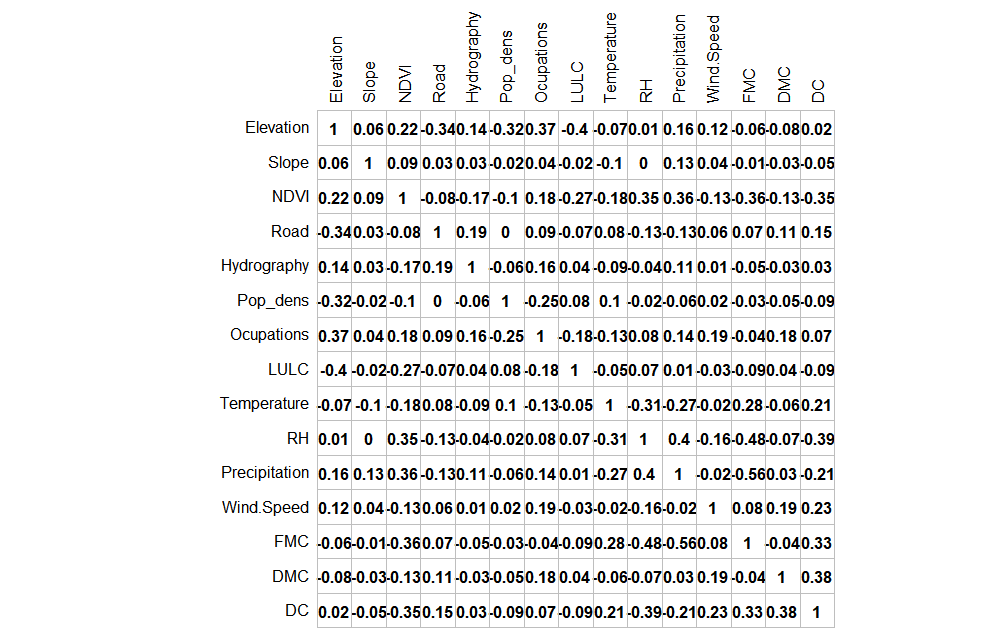 Elevation Slope NDVI Road Hydrography Pop_dens Ocupations LULC Temperature RH Precipitation Wind.Speed FMC DMC DC
Elevation 1 0.06 0.22 -0.34 0.14 -0.32 0.37 -0.4 -0.07 0.01 0.16 0.12 -0.06 -0.08 0.02
Slope 0.06 1 0.09 0.03 0.03 -0.02 0.04 -0.02 -0.1 0 0.13 0.04 -0.01 -0.03 -0.05
NDVI 0.22 0.09 1 -0.08 -0.17 -0.1 0.18 -0.27 -0.18 0.35 0.36 -0.13 -0.36 -0.13 -0.35
Road -0.34 0.03 -0.08 1 0.19 0 0.09 -0.07 0.08 -0.13 -0.13 0.06 0.07 0.11 0.15
Hydrography 0.14 0.03 -0.17 0.19 1 -0.06 0.16 0.04 -0.09 -0.04 0.11 0.01 -0.05 -0.03 0.03
Pop_dens -0.32 -0.02 -0.1 0 -0.06 1 -0.25 0.08 0.1 -0.02 -0.06 0.02 -0.03 -0.05 -0.09
Ocupations 0.37 0.04 0.18 0.09 0.16 -0.25 1 -0.18 -0.13 0.08 0.14 0.19 -0.04 0.18 0.07
LULC -0.4 -0.02 -0.27 -0.07 0.04 0.08 -0.18 1 -0.05 0.07 0.01 -0.03 -0.09 0.04 -0.09
Temperature -0.07 -0.1 -0.18 0.08 -0.09 0.1 -0.13 -0.05 1 -0.31 -0.27 -0.02 0.28 -0.06 0.21
RH 0.01 0 0.35 -0.13 -0.04 -0.02 0.08 0.07 -0.31 1 0.4 -0.16 -0.48 -0.07 -0.39
Precipitation 0.16 0.13 0.36 -0.13 0.11 -0.06 0.14 0.01 -0.27 0.4 1 -0.02 -0.56 0.03 -0.21
Wind.Speed 0.12 0.04 -0.13 0.06 0.01 0.02 0.19 -0.03 -0.02 -0.16 -0.02 1 0.08 0.19 0.23
FMC -0.06 -0.01 -0.36 0.07 -0.05 -0.03 -0.04 -0.09 0.28 -0.48 -0.56 0.08 1 -0.04 0.33
DMC -0.08 -0.03 -0.13 0.11 -0.03 -0.05 0.18 0.04 -0.06 -0.07 0.03 0.19 -0.04 1 0.38
DC 0.02 -0.05 -0.35 0.15 0.03 -0.09 0.07 -0.09 0.21 -0.39 -0.21 0.23 0.33 0.38 1